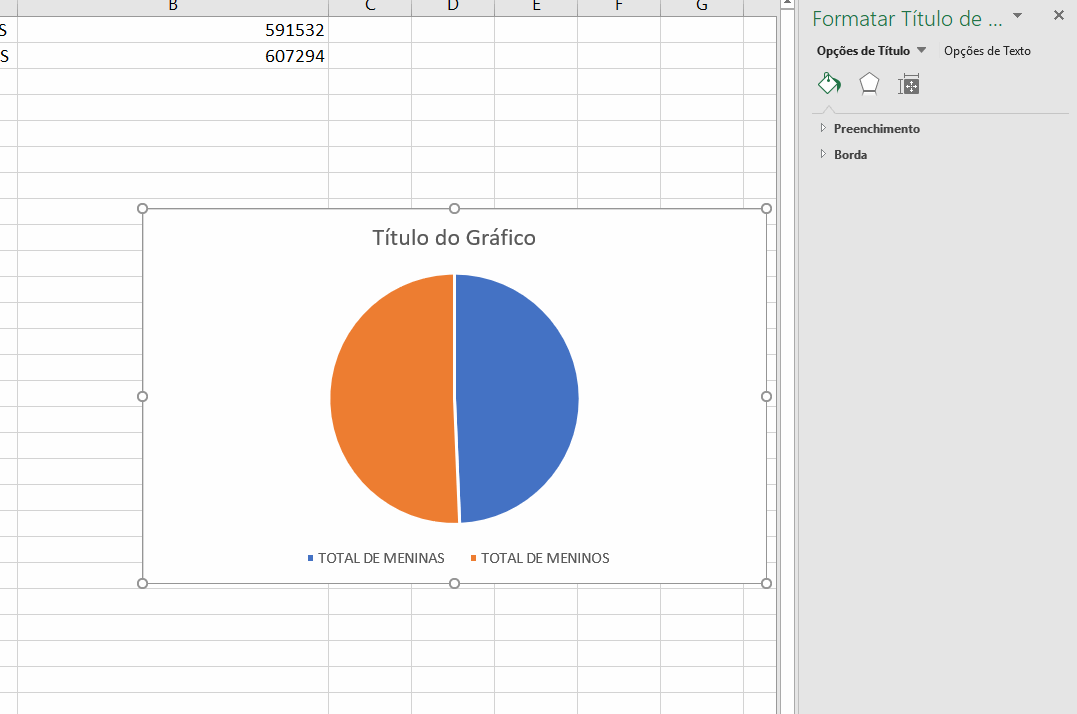 B C D E F G
S 591532
S 607294
Título do Gráfico
TOTAL DE MENINAS TOTAL DE MENINOS
Formatar Título de ...
Opções de Título Opções de Texto
Preenchimento
Borda